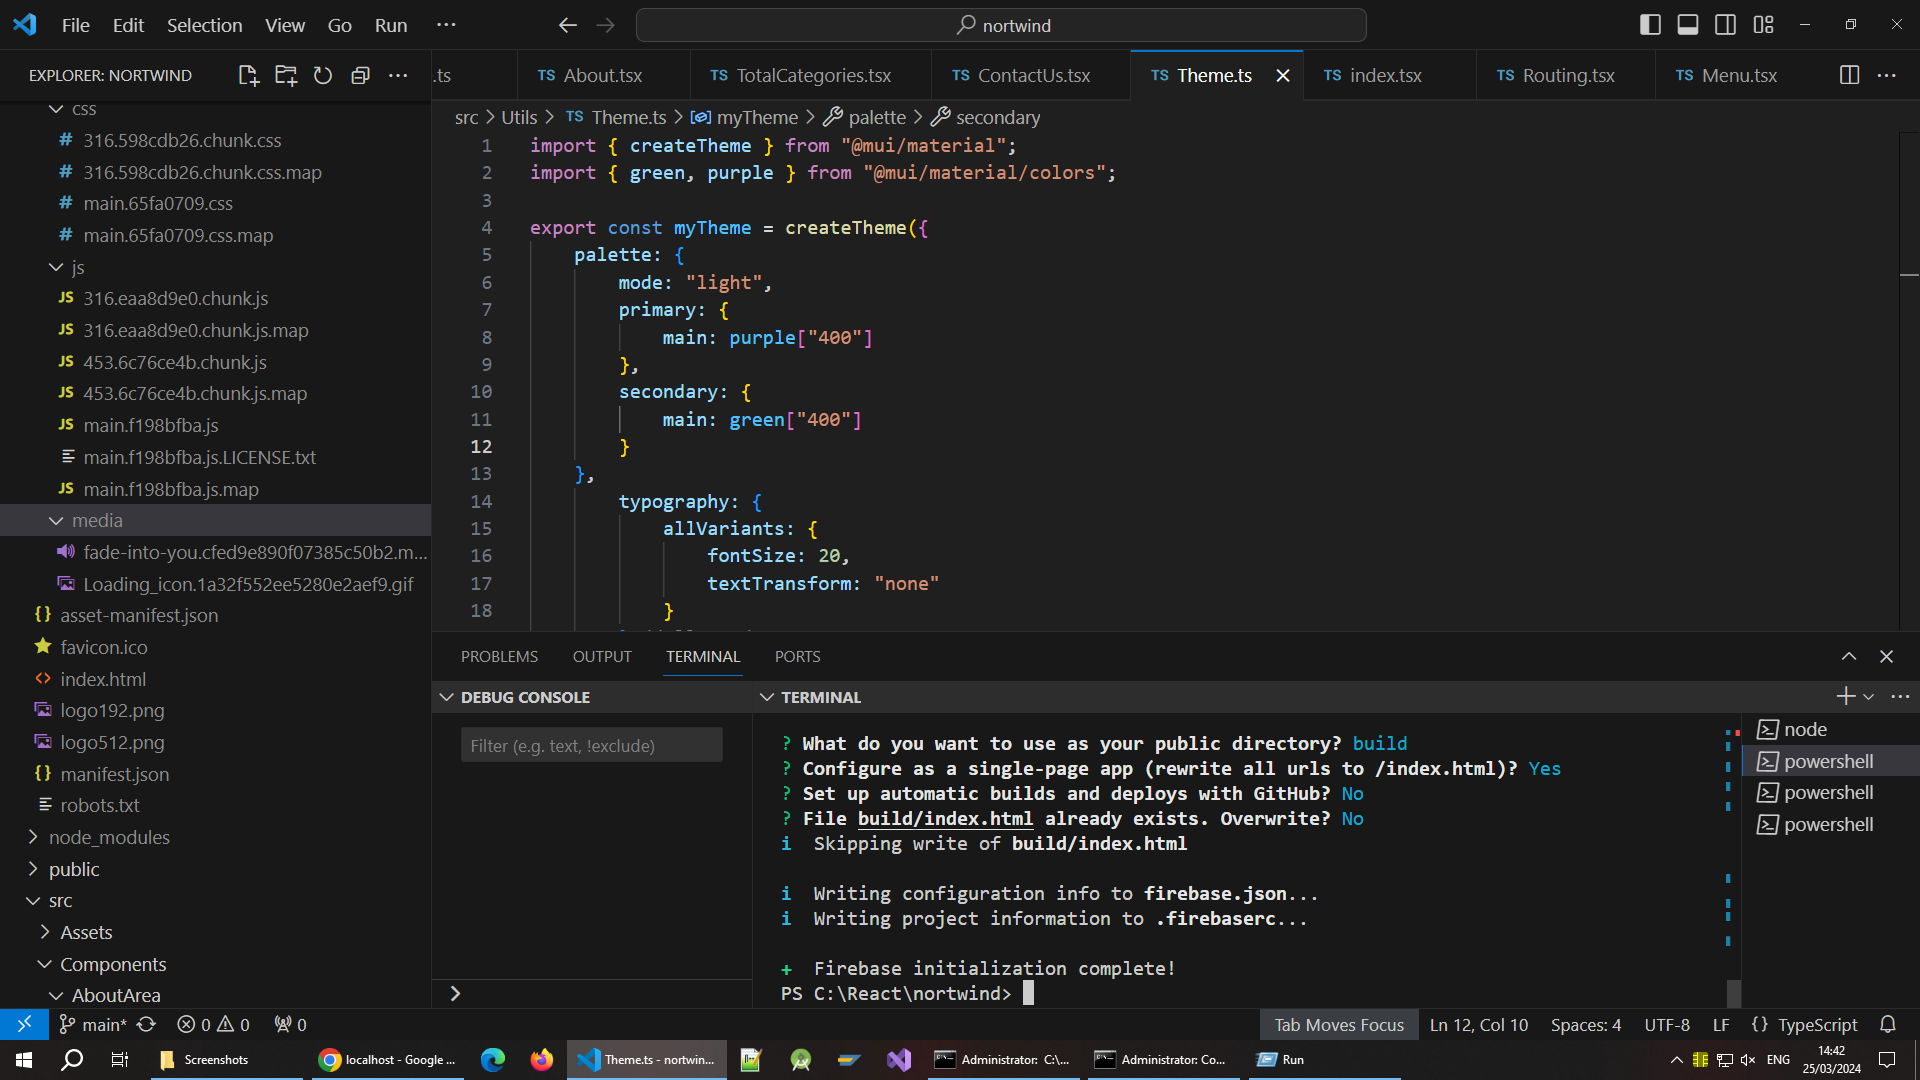 File Edit Selection View Go Run ···
nortwind
EXPLORER: NORTWIND
.ts
TS About.tsx
TS TotalCategories.tsx
TS ContactUs.tsx
TS Theme.ts
TS index.tsx
TS Routing.tsx
TS Menu.tsx
src > Utils > TS Theme.ts > myTheme > palette > secondary
css
# 316.598cdb26.chunk.css
# 316.598cdb26.chunk.css.map
# main.65fa0709.css
# main.65fa0709.css.map
js
JS 316.eaa8d9e0.chunk.js
JS 316.eaa8d9e0.chunk.js.map
JS 453.6c76ce4b.chunk.js
JS 453.6c76ce4b.chunk.js.map
JS main.f198bfba.js
main.f198bfba.js.LICENSE.txt
JS main.f198bfba.js.map
media
fade-into-you.cfed9e890f07385c50b2.m...
Loading_icon.1a32f552ee5280e2aef9.gif
{} asset-manifest.json
favicon.ico
<> index.html
logo192.png
logo512.png
{} manifest.json
robots.txt
node_modules
public
src
Assets
Components
AboutArea
1 import { createTheme } from "@mui/material";
2 import { green, purple } from "@mui/material/colors";
3
4 export const myTheme = createTheme({
5 palette: {
6 mode: "light",
7 primary: {
8 main: purple["400"]
9 },
10 secondary: {
11 main: green["400"]
12 }
13 },
14 typography: {
15 allVariants: {
16 fontSize: 20,
17 textTransform: "none"
18 }
PROBLEMS OUTPUT TERMINAL PORTS
DEBUG CONSOLE
Filter (e.g. text, !exclude)
TERMINAL
? What do you want to use as your public directory? build
? Configure as a single-page app (rewrite all urls to /index.html)? Yes
? Set up automatic builds and deploys with GitHub? No
? File build/index.html already exists. Overwrite? No
i Skipping write of build/index.html
i Writing configuration info to firebase.json...
i Writing project information to .firebaserc...
+ Firebase initialization complete!
PS C:\React\nortwind>
node
powershell
powershell
powershell
main* 0 0 0
Tab Moves Focus Ln 12, Col 10 Spaces: 4 UTF-8 LF {} TypeScript
Screenshots
localhost - Google ...
Theme.ts - nortwin...
Administrator: C:\...
Administrator: Co...
Run
ENG
14:42
25/03/2024